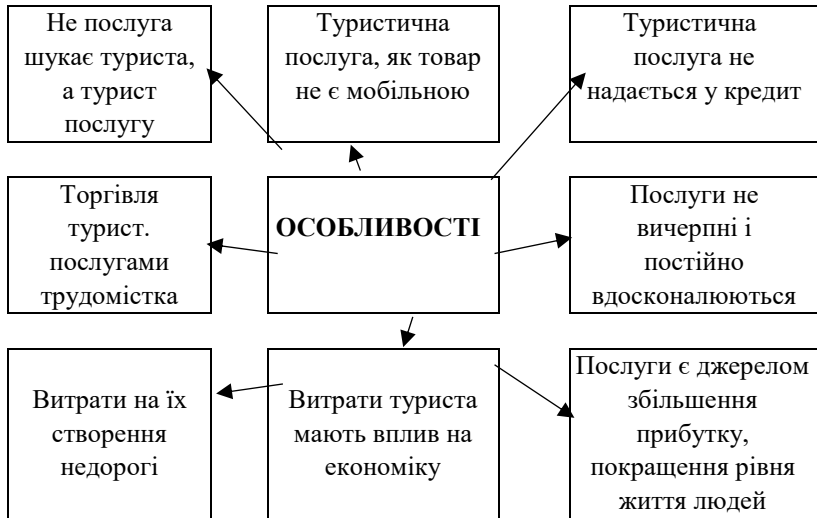 Не послуга
шукає туриста,
а турист
послугу
Туристична
послуга, як товар
не є мобільною
Туристична
послуга не
надається у кредит
Торгівля
турист.
послугами
трудомістка
ОСОБЛИВОСТІ
Послуги не
вичерпні і
постійно
вдосконалюються
Витрати на їх
створення
недорогі
Витрати туриста
мають вплив на
економіку
Послуги є джерелом
збільшення
прибутку,
покращення рівня
життя людей